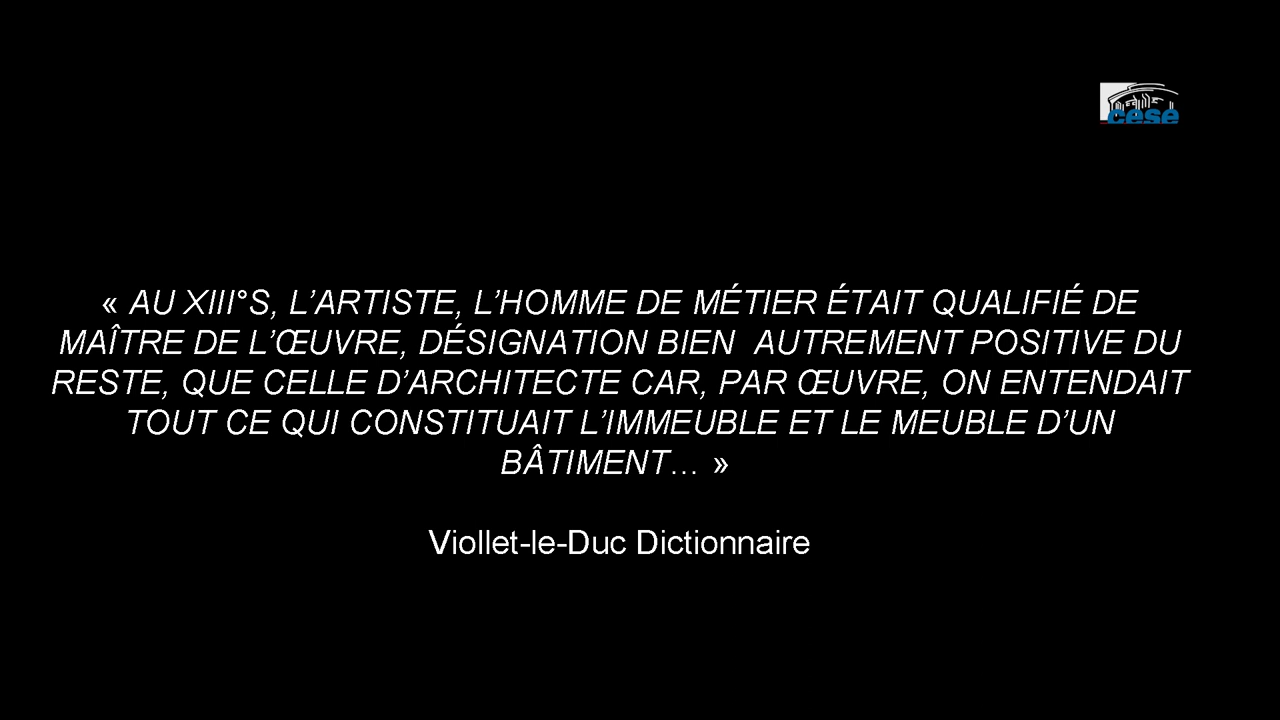 cese
« AU XIII°S, L’ARTISTE, L’HOMME DE MÉTIER ÉTAIT QUALIFIÉ DE
MAÎTRE DE L’ŒUVRE, DÉSIGNATION BIEN  AUTREMENT POSITIVE DU
RESTE, QUE CELLE D’ARCHITECTE CAR, PAR ŒUVRE, ON ENTENDAIT
TOUT CE QUI CONSTITUAIT L’IMMEUBLE ET LE MEUBLE D’UN
BÂTIMENT… »
Viollet-le-Duc Dictionnaire